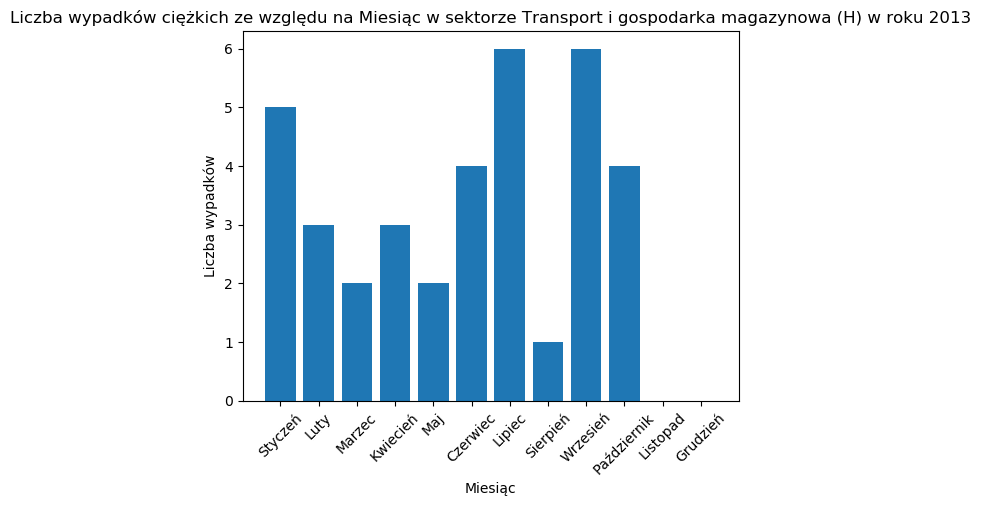 Liczba wypadków ciężkich ze względu na Miesiąc w sektorze Transport i gospodarka magazynowa (H) w roku 2013
6
5
4
3
2
1
0
Liczba wypadków
Styczeń
Luty
Marzec
Kwiecień
Maj
Czerwiec
Lipiec
Sierpień
Wrzesień
Październik
Listopad
Grudzień
Miesiąc